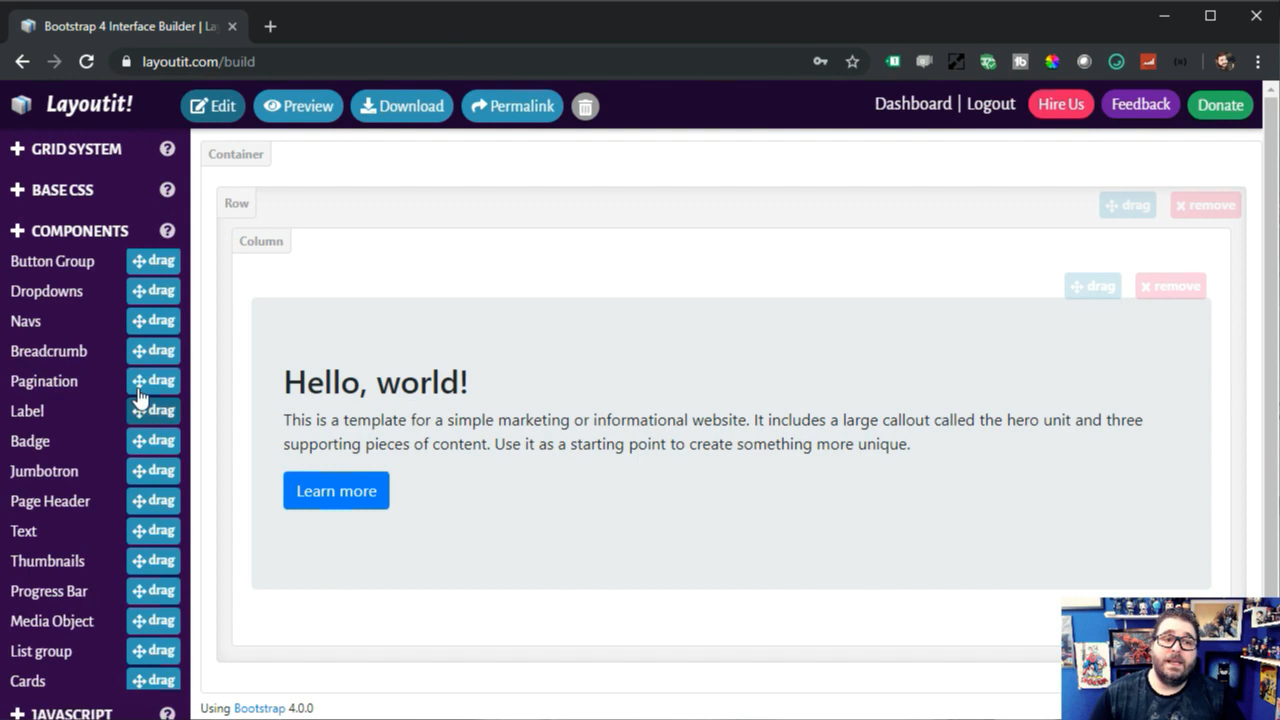 Bootstrap 4 Interface Builder | La
layoutit.com/build
Layoutit!
Edit
Preview
Download
Permalink
Dashboard | Logout
Hire Us
Feedback
Donate
GRID SYSTEM ?
BASE CSS ?
COMPONENTS ?
Button Group drag
Dropdowns drag
Navs drag
Breadcrumb drag
Pagination drag
Label drag
Badge drag
Jumbotron drag
Page Header drag
Text drag
Thumbnails drag
Progress Bar drag
Media Object drag
List group drag
Cards drag
JAVASCRIPT ?
Container
Row
drag
remove
Column
drag
remove
Hello, world!
This is a template for a simple marketing or informational website. It includes a large callout called the hero unit and three
supporting pieces of content. Use it as a starting point to create something more unique.
Learn more
Using Bootstrap 4.0.0